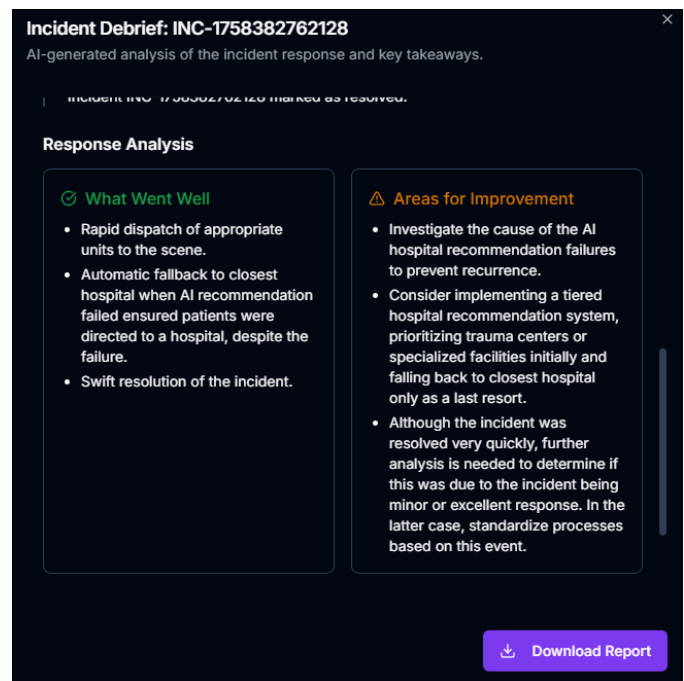 Incident Debrief: INC-1758382762128
AI-generated analysis of the incident response and key takeaways.
Incident INC-1758382762128 marked as resolved.
Response Analysis
What Went Well
• Rapid dispatch of appropriate
units to the scene.
• Automatic fallback to closest
hospital when AI recommendation
failed ensured patients were
directed to a hospital, despite the
failure.
• Swift resolution of the incident.
Areas for Improvement
• Investigate the cause of the AI
hospital recommendation failures
to prevent recurrence.
• Consider implementing a tiered
hospital recommendation system,
prioritizing trauma centers or
specialized facilities initially and
falling back to closest hospital
only as a last resort.
• Although the incident was
resolved very quickly, further
analysis is needed to determine if
this was due to the incident being
minor or excellent response. In the
latter case, standardize processes
based on this event.
Download Report